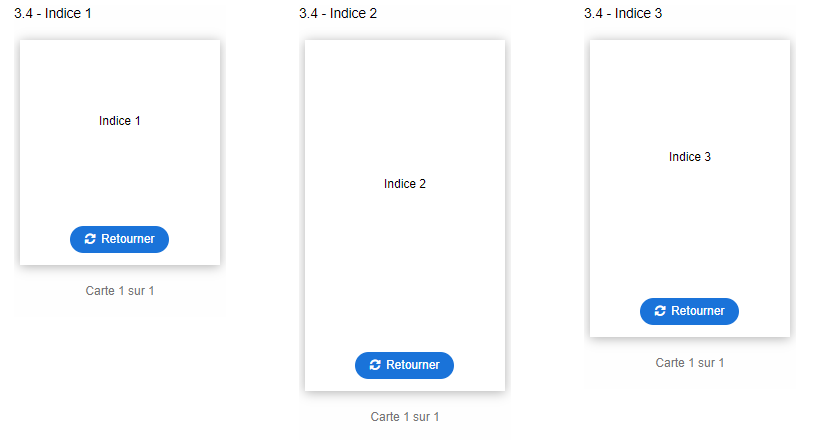 3.4 - Indice 1
Indice 1
Retourner
Carte 1 sur 1
3.4 - Indice 2
Indice 2
Retourner
Carte 1 sur 1
3.4 - Indice 3
Indice 3
Retourner
Carte 1 sur 1